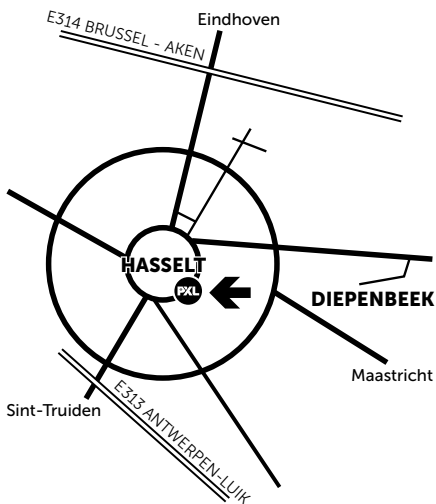 Eindhoven
E314 BRUSSEL - AKEN
HASSELT
PXL
DIEPENBEEK
Maastricht
Sint-Truiden
E313 ANTWERPEN-LUIK